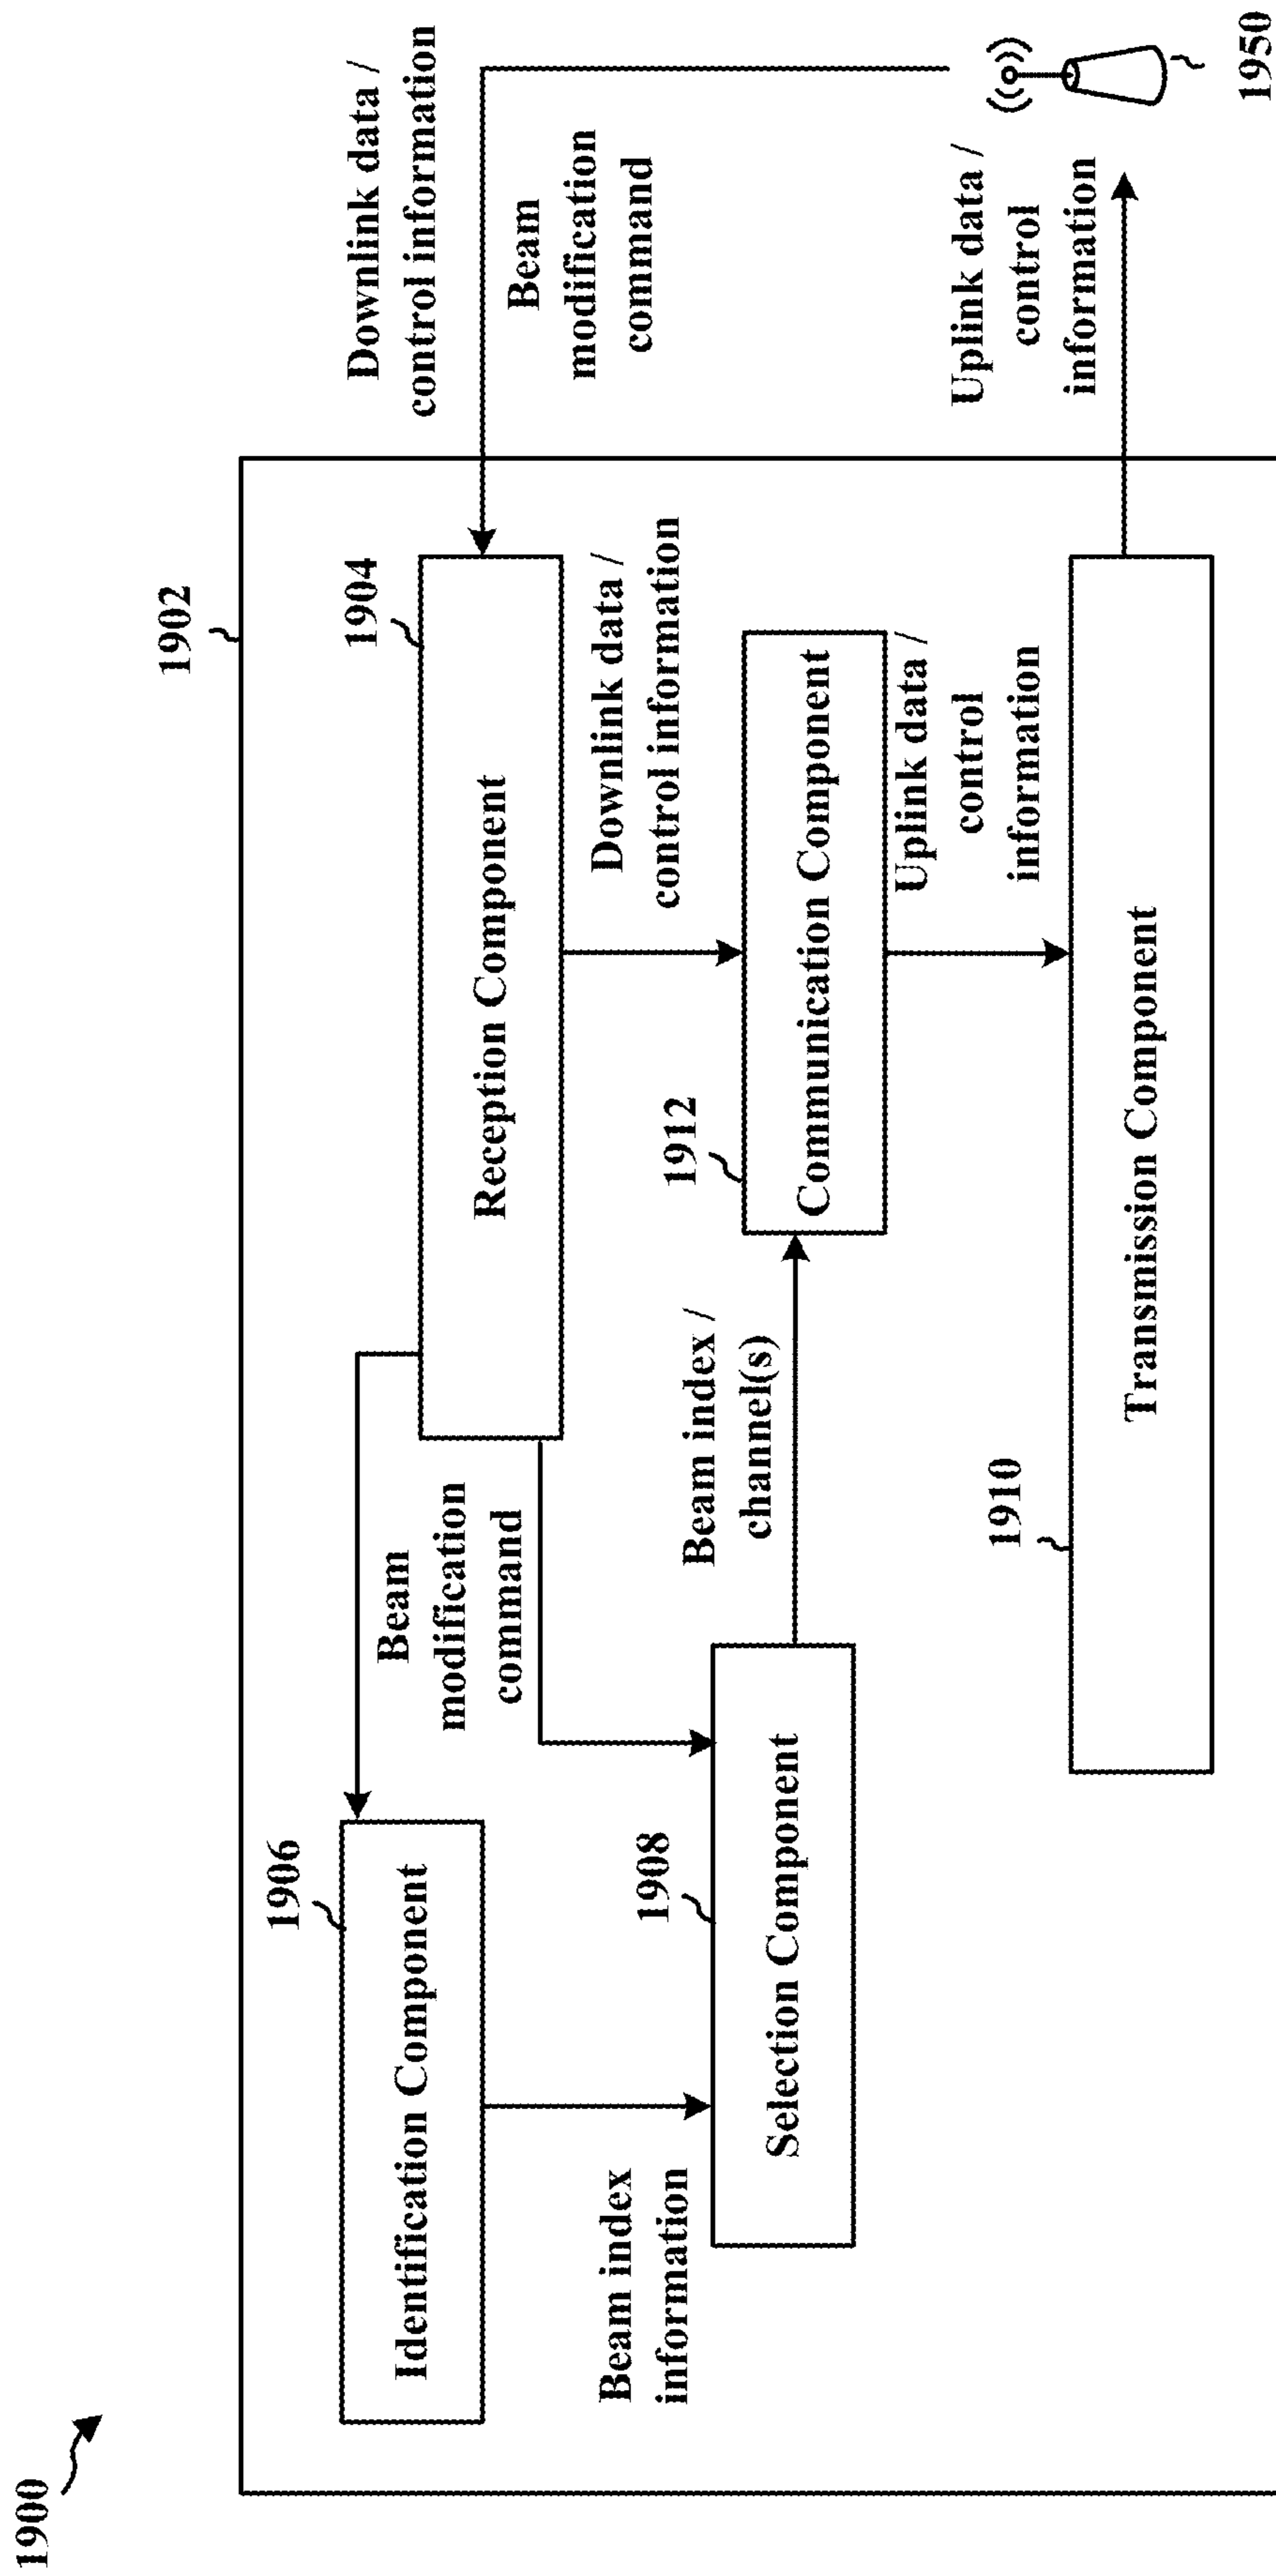 1900
1902
1906
Identification Component
Beam
modification
command
1904
Reception Component
Downlink data /
control information
Beam
modification
command
Beam index
information
1908
Selection Component
Beam index /
channel(s)
1912
Communication Component
Downlink data /
control information
Uplink data /
control
information
1910
Transmission Component
Uplink data /
control
information
1950